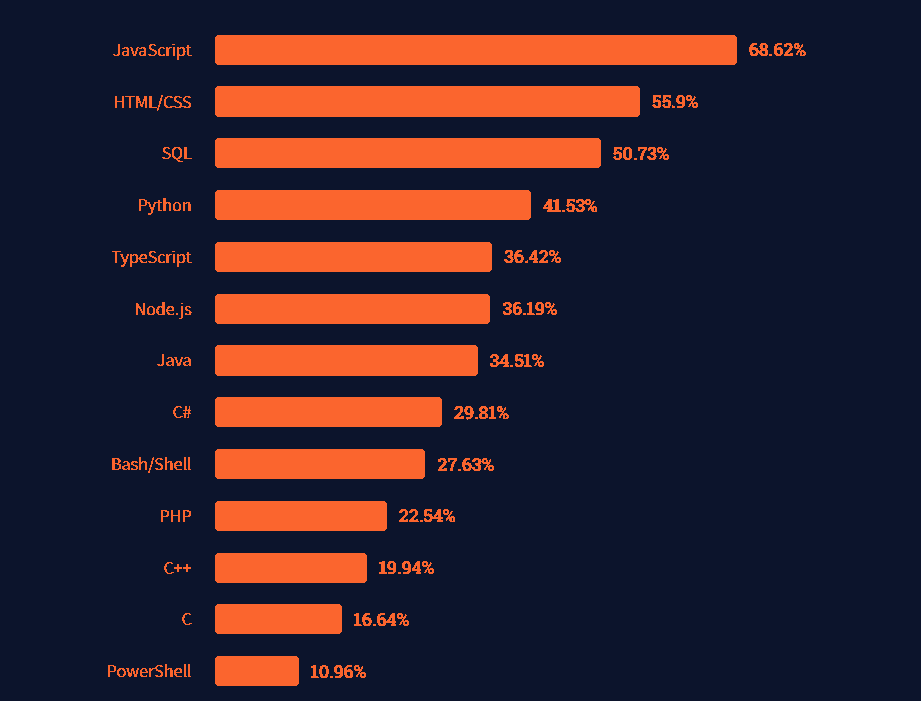 JavaScript 68.62%
HTML/CSS 55.9%
SQL 50.73%
Python 41.53%
TypeScript 36.42%
Node.js 36.19%
Java 34.51%
C# 29.81%
Bash/Shell 27.63%
PHP 22.54%
C++ 19.94%
C 16.64%
PowerShell 10.96%